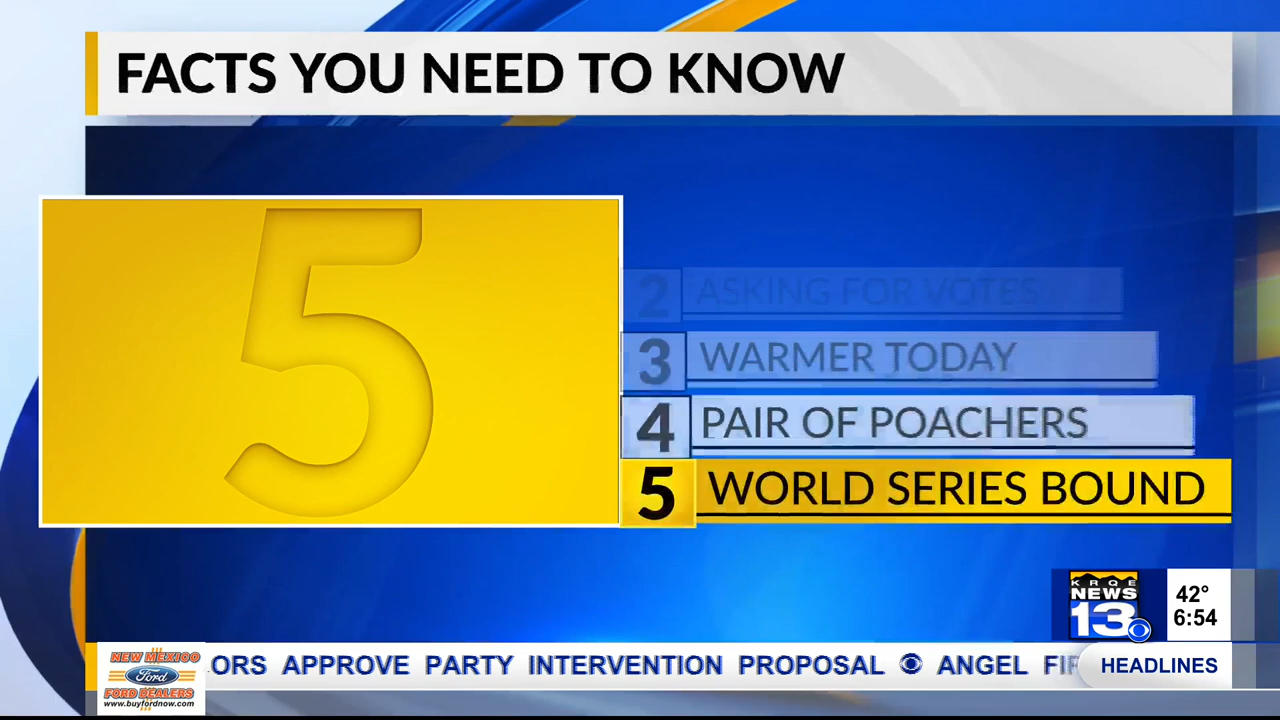 FACTS YOU NEED TO KNOW
5
2 ASKING FOR VOTES
3 WARMER TODAY
4 PAIR OF POACHERS
5 WORLD SERIES BOUND
KRQE
NEWS
13
42°
6:54
NEW MEXICO
Ford
FORD DEALERS
www.buyfordnow.com
ORS APPROVE PARTY INTERVENTION PROPOSAL ANGEL FIR
HEADLINES